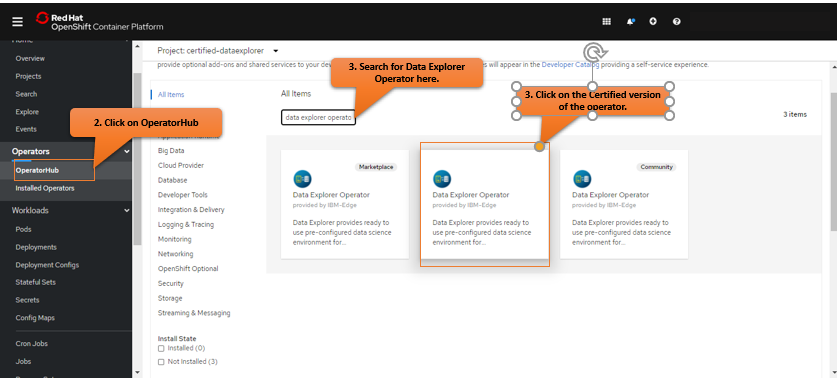 Red Hat
OpenShift Container Platform
Home
Overview
Projects
Search
Explore
Events
Operators
OperatorHub
Installed Operators
Workloads
Pods
Deployments
Deployment Configs
Stateful Sets
Secrets
Config Maps
Cron Jobs
Jobs
2. Click on OperatorHub
Project: certified-dataexplorer
provide optional add-ons and shared services to your
will appear in the Developer Catalog providing a self-service experience.
3. Search for Data Explorer
Operator here.
3. Click on the Certified version
of the operator.
All Items
Big Data
Cloud Provider
Database
Developer Tools
Integration & Delivery
Logging & Tracing
Monitoring
Networking
OpenShift Optional
Security
Storage
Streaming & Messaging
Install State
Installed (0)
Not Installed (3)
All Items
data explorer operato
3 items
Marketplace
Data Explorer Operator
provided by IBM-Edge
Data Explorer provides ready to
use pre-configured data science
environment for...
Data Explorer Operator
provided by IBM-Edge
Data Explorer provides ready to
use pre-configured data science
environment for...
Community
Data Explorer Operator
provided by IBM-Edge
Data Explorer provides ready to
use pre-configured data science
environment for...